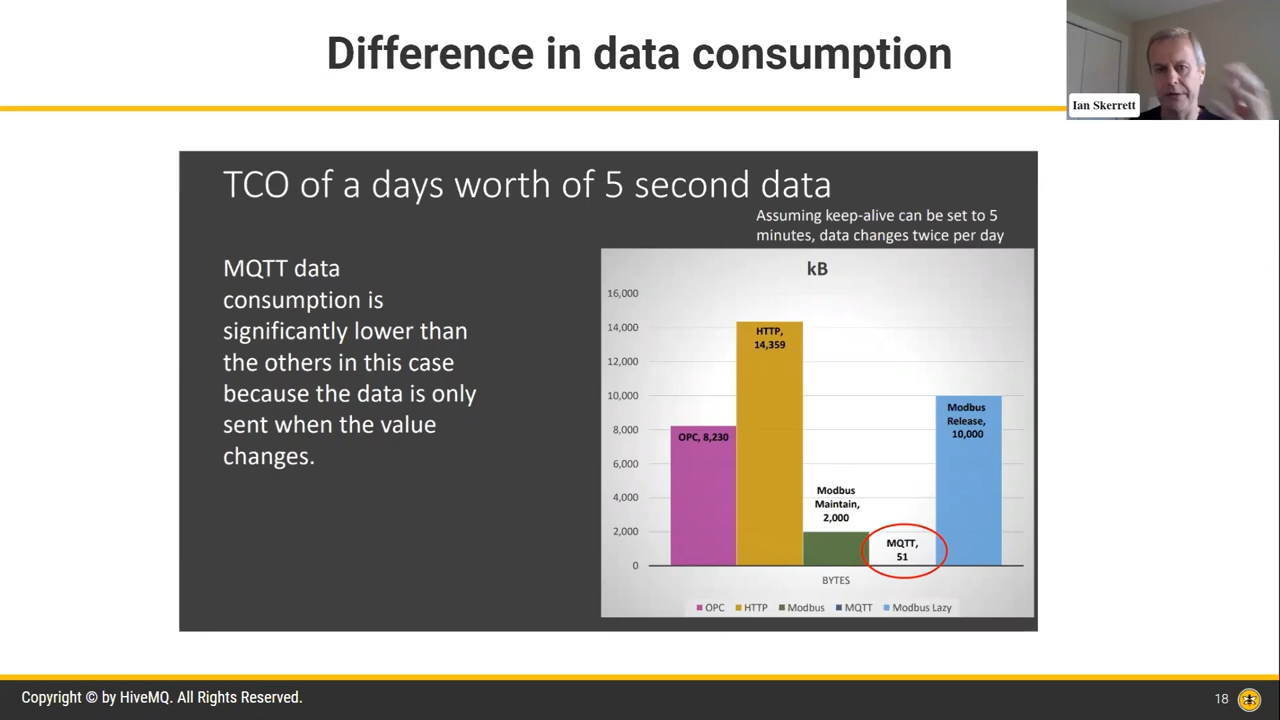 Difference in data consumption
Ian Skerrett
TCO of a days worth of 5 second data
Assuming keep-alive can be set to 5
minutes, data changes twice per day
MQTT data
consumption is
significantly lower than
the others in this case
because the data is only
sent when the value
changes.
kB
16,000
14,000
12,000
10,000
8,000
6,000
4,000
2,000
0
OPC, 8,230
HTTP,
14,359
Modbus
Maintain,
2,000
MQTT,
51
Modbus
Release,
10,000
BYTES
OPC
HTTP
Modbus
MQTT
Modbus Lazy
Copyright © by HiveMQ. All Rights Reserved.
18